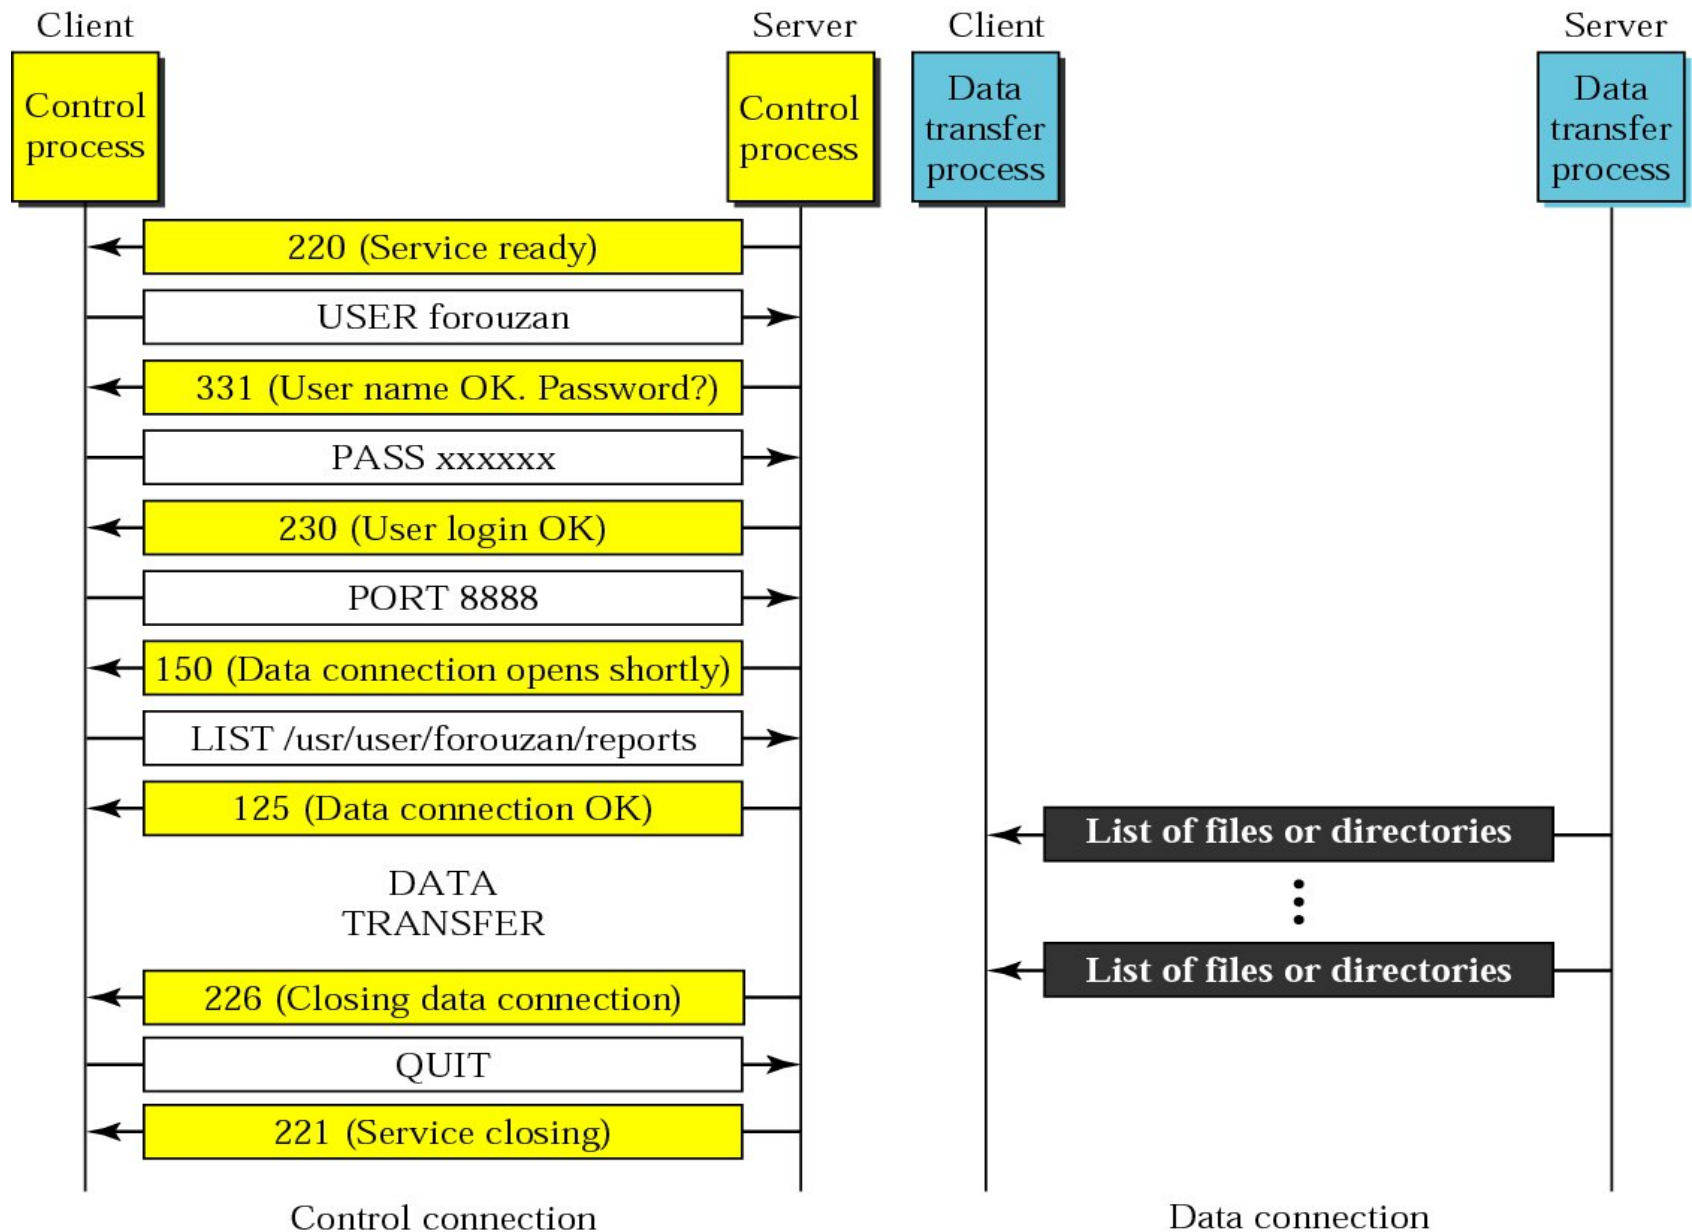 Client
Server
Client
Server
Control
process
Control
process
Data
transfer
process
Data
transfer
process
220 (Service ready)
USER forouzan
331 (User name OK. Password?)
PASS xxxxxx
230 (User login OK)
PORT 8888
150 (Data connection opens shortly)
LIST /usr/user/forouzan/reports
125 (Data connection OK)
DATA
TRANSFER
226 (Closing data connection)
QUIT
221 (Service closing)
Control connection
List of files or directories
List of files or directories
Data connection